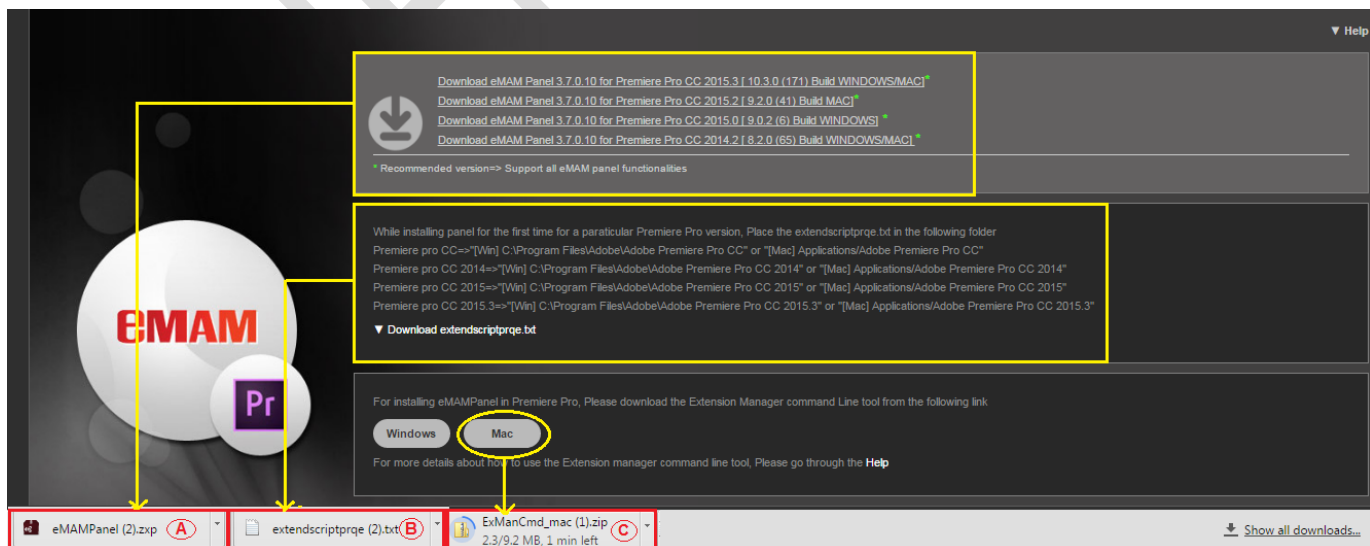 ▼ Help
Download eMAM Panel 3.7.0.10 for Premiere Pro CC 2015.3 [ 10.3.0 (171) Build WINDOWS/MAC]*
Download eMAM Panel 3.7.0.10 for Premiere Pro CC 2015.2 [ 9.2.0 (41) Build MAC]*
Download eMAM Panel 3.7.0.10 for Premiere Pro CC 2015.0 [ 9.0.2 (6) Build WINDOWS] *
Download eMAM Panel 3.7.0.10 for Premiere Pro CC 2014.2 [ 8.2.0 (65) Build WINDOWS/MAC] *
* Recommended version=> Support all eMAM panel functionalities
While installing panel for the first time for a paraticular Premiere Pro version, Place the extendscriptprqe.txt in the following folder
Premiere pro CC=>"[Win] C:\Program Files\Adobe\Adobe Premiere Pro CC" or "[Mac] Applications/Adobe Premiere Pro CC"
Premiere pro CC 2014=>"[Win] C:\Program Files\Adobe\Adobe Premiere Pro CC 2014" or "[Mac] Applications/Adobe Premiere Pro CC 2014"
Premiere pro CC 2015=>"[Win] C:\Program Files\Adobe\Adobe Premiere Pro CC 2015" or "[Mac] Applications/Adobe Premiere Pro CC 2015"
Premiere pro CC 2015.3=>"[Win] C:\Program Files\Adobe\Adobe Premiere Pro CC 2015.3" or "[Mac] Applications/Adobe Premiere Pro CC 2015.3"
▼ Download extendscriptprqe.txt
eMAM
Pr
For installing eMAMPanel in Premiere Pro, Please download the Extension Manager command Line tool from the following link
Windows Mac
For more details about how to use the Extension manager command line tool, Please go through the Help
eMAMPanel (2).zxp A
extendscriptprqe (2).txt B
ExManCmd_mac (1).zip C
2.3/9.2 MB, 1 min left
Show all downloads...